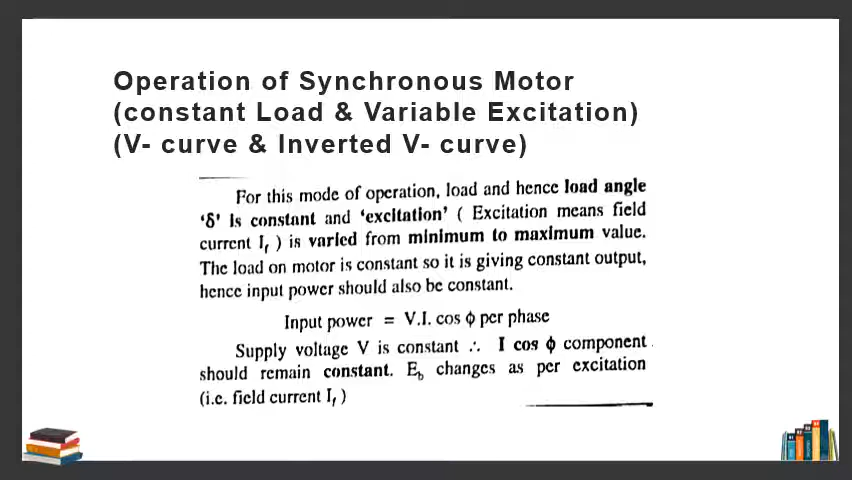 Operation of Synchronous Motor
(constant Load & Variable Excitation)
(V- curve & Inverted V- curve)
For this mode of operation, load and hence load angle
‘δ’ is constant and ‘excitation’ ( Excitation means field
current If ) is varied from minimum to maximum value.
The load on motor is constant so it is giving constant output,
hence input power should also be constant.
Input power = V.I. cos ϕ per phase
Supply voltage V is constant ∴ I cos ϕ component
should remain constant. Eb changes as per excitation
(i.e. field current If )